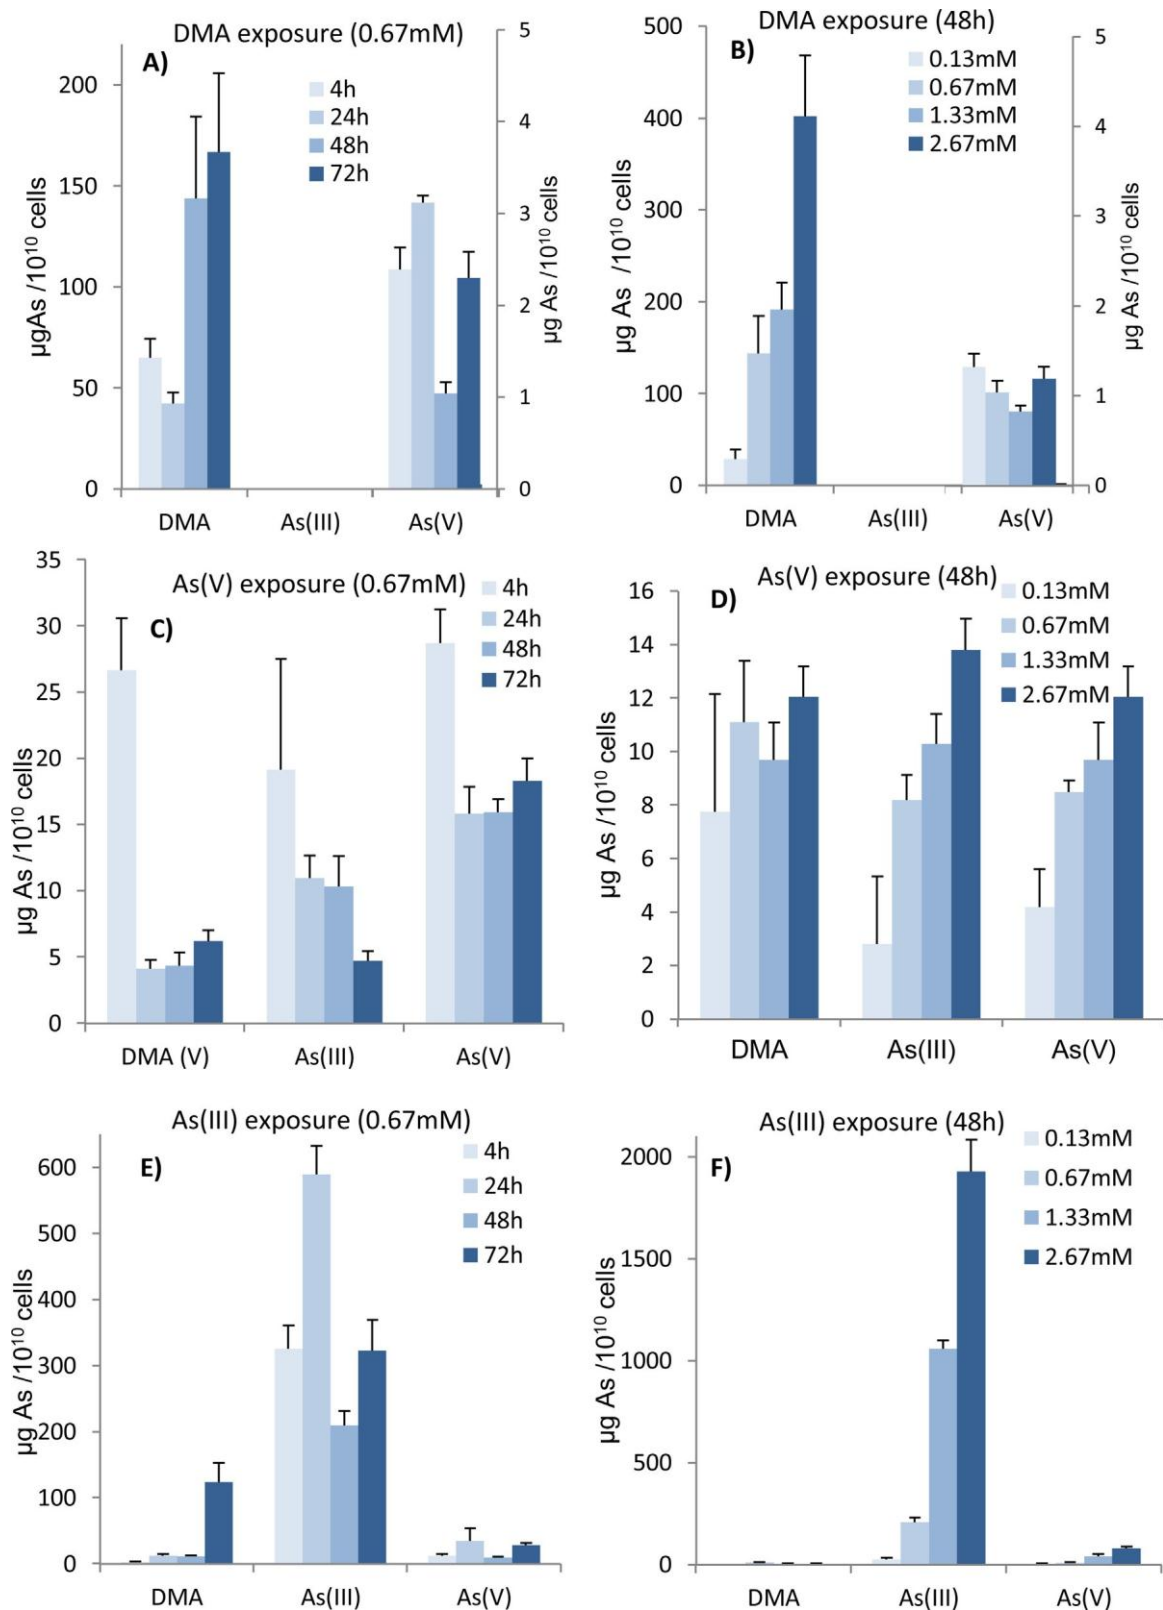 DMA exposure (0.67mM)
A)
4h
24h
48h
72h
200
150
100
50
0
5
4
3
2
1
0
µgAs /10¹⁰ cells
µg As /10¹⁰ cells
DMA As(III) As(V)
DMA exposure (48h)
B)
0.13mM
0.67mM
1.33mM
2.67mM
500
400
300
200
100
0
5
4
3
2
1
0
µg As /10¹⁰ cells
µg As /10¹⁰ cells
DMA As(III) As(V)
As(V) exposure (0.67mM)
C)
4h
24h
48h
72h
35
30
25
20
15
10
5
0
µg As /10¹⁰ cells
DMA (V) As(III) As(V)
As(V) exposure (48h)
D)
0.13mM
0.67mM
1.33mM
2.67mM
16
14
12
10
8
6
4
2
0
µg As /10¹⁰ cells
DMA As(III) As(V)
As(III) exposure (0.67mM)
E)
4h
24h
48h
72h
600
500
400
300
200
100
0
µg As /10¹⁰ cells
DMA As(III) As(V)
As(III) exposure (48h)
F)
0.13mM
0.67mM
1.33mM
2.67mM
2000
1500
1000
500
0
µg As /10¹⁰ cells
DMA As(III) As(V)